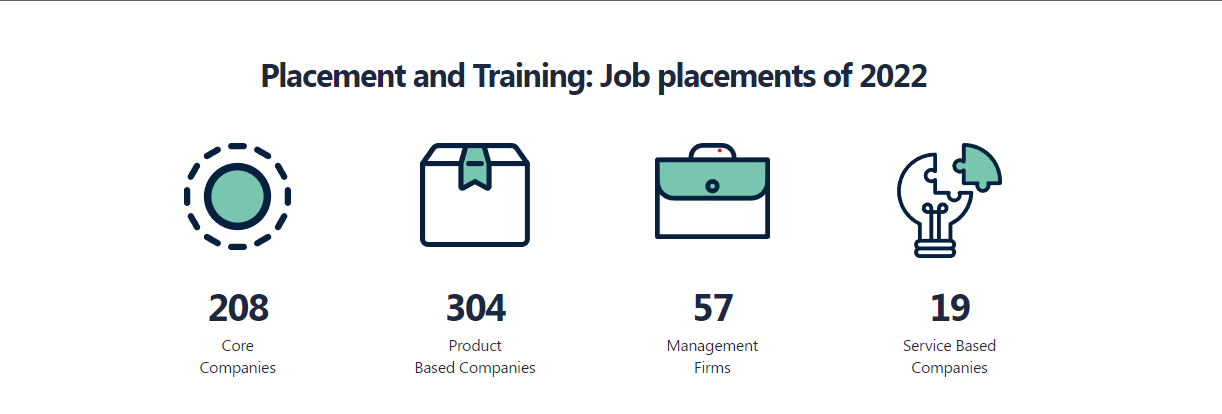 Placement and Training: Job placements of 2022
208
Core
Companies
304
Product
Based Companies
57
Management
Firms
19
Service Based
Companies